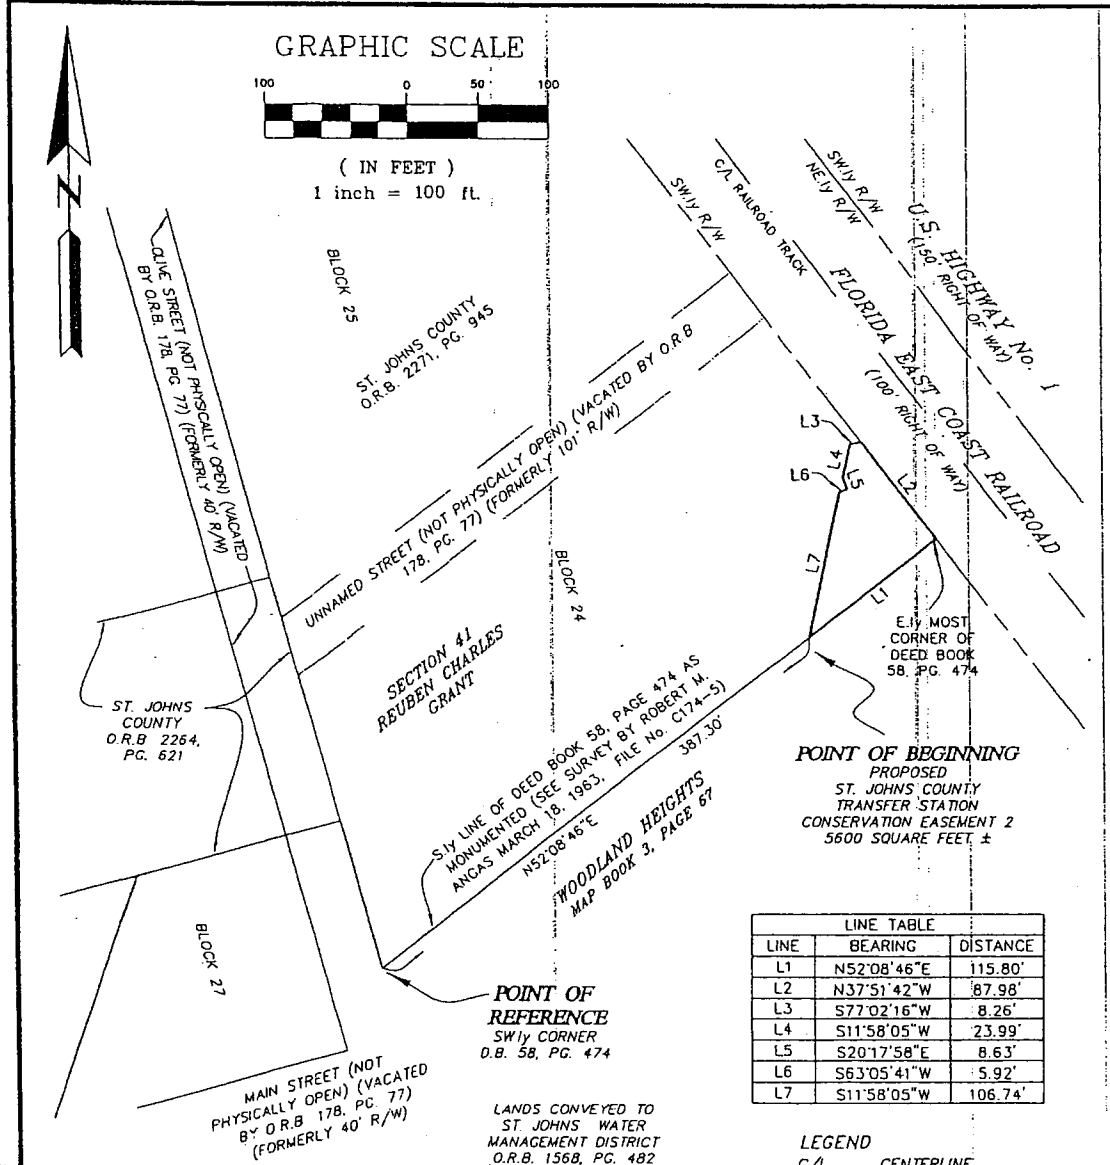 GRAPHIC SCALE
100 0 50 100
( IN FEET )
1 inch = 100 ft.
N
SW.ly R/W
C/L RAILROAD TRACK
SW.ly R/W
NE.ly R/W
U.S. HIGHWAY No. 1
(150' RIGHT OF WAY)
FLORIDA EAST COAST RAILROAD
(100' RIGHT OF WAY)
OLIVE STREET (NOT PHYSICALLY OPEN) (VACATED
BY O.R.B. 178, PG. 77) (FORMERLY 40' R/W)
BLOCK 25
ST. JOHNS COUNTY
O.R.B. 2271, PG. 945
UNNAMED STREET (NOT PHYSICALLY OPEN) (VACATED BY O.R.B
178, PG. 77) (FORMERLY 101' R/W)
L3
L4
L5
L6
L2
L7
L1
BLOCK 24
SECTION 41
REUBEN CHARLES
GRANT
E.ly MOST
CORNER OF
DEED BOOK
58, PG. 474
ST. JOHNS
COUNTY
O.R.B 2264,
PG. 621
S.ly LINE OF DEED BOOK 58, PAGE 474 AS
MONUMENTED (SEE SURVEY BY ROBERT M.
ANGAS MARCH 18, 1963, FILE No. C174-S)
N52°08'46"E 387.30'
WOODLAND HEIGHTS
MAP BOOK 3, PAGE 67
POINT OF BEGINNING
PROPOSED
ST. JOHNS COUNTY
TRANSFER STATION
CONSERVATION EASEMENT 2
5600 SQUARE FEET ±
BLOCK 27
POINT OF
REFERENCE
SW'ly CORNER
D.B. 58, PG. 474
LINE TABLE
LINE BEARING DISTANCE
L1 N52°08'46"E 115.80'
L2 N37°51'42"W 87.98'
L3 S77°02'16"W 8.26'
L4 S11°58'05"W 23.99'
L5 S20°17'58"E 8.63'
L6 S63°05'41"W 5.92'
L7 S11°58'05"W 106.74'
MAIN STREET (NOT
PHYSICALLY OPEN) (VACATED
BY O.R.B 178, PG. 77)
(FORMERLY 40' R/W)
LANDS CONVEYED TO
ST. JOHNS WATER
MANAGEMENT DISTRICT
O.R.B. 1568, PG. 482
LEGEND
C/L CENTERLINE